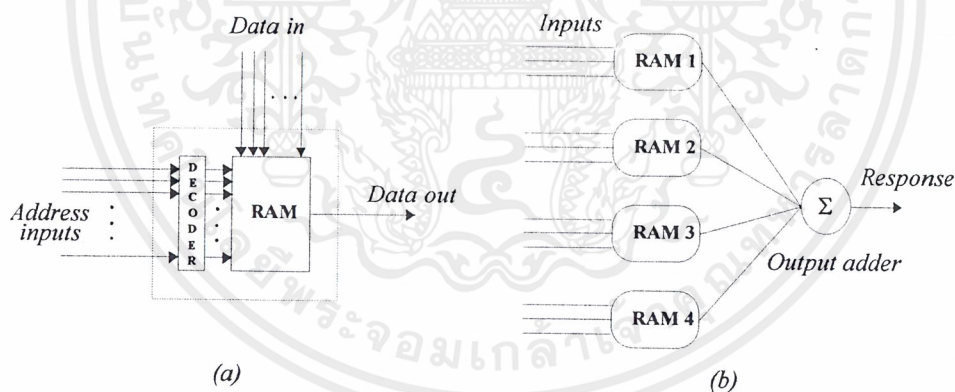 Data in
DECODER
RAM
Address
inputs
Data out
(a)
Inputs
RAM 1
RAM 2
RAM 3
RAM 4
Σ
Response
Output adder
(b)